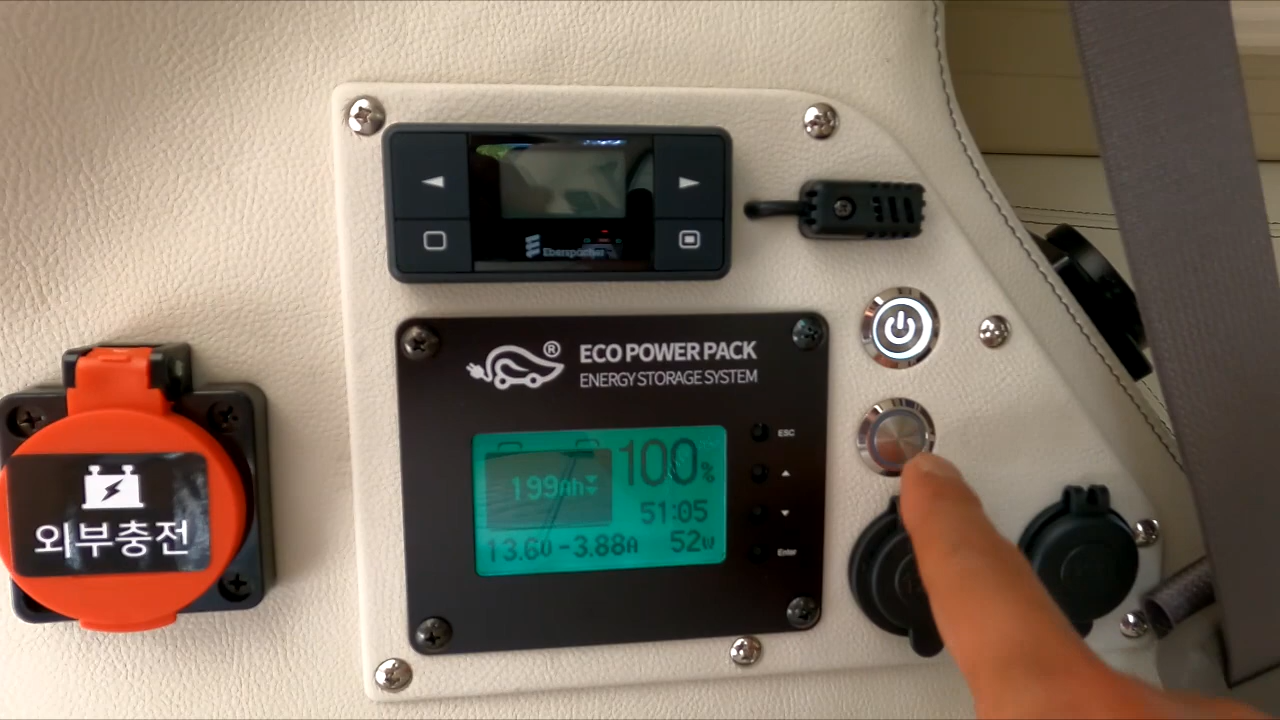 Eberspächer
® ECO POWER PACK
ENERGY STORAGE SYSTEM
ESC
100%
199Ah
51:05
13.60 -3.88A 52W
Enter
외부충전